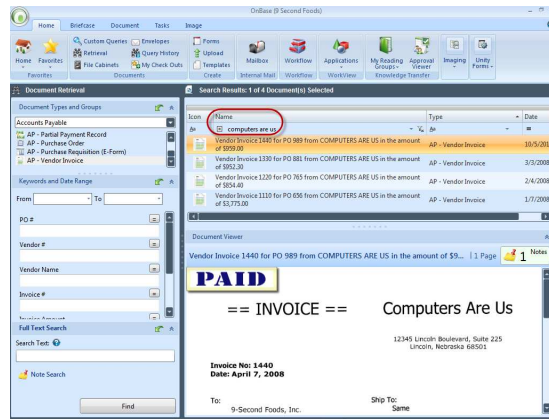 OnBase (9 Second Foods)
Home Briefcase Document Tasks Image
Home Favorites
Custom Queries Envelopes
Retrieval Query History
File Cabinets My Check Outs
Forms
Upload
Templates
Mailbox Workflow Applications My Reading Groups Approval Viewer Imaging Unity Forms
Favorites Documents Create Internal Mail Workflow WorkView Knowledge Transfer
Document Retrieval
Search Results: 1 of 4 Document(s) Selected
Document Types and Groups
Accounts Payable
AP - Partial Payment Record
AP - Purchase Order
AP - Purchase Requisition (E-Form)
AP - Vendor Invoice
Keywords and Date Range
From To
PO #
Vendor #
Vendor Name
Invoice #
Invoice Amount
Full Text Search
Search Text:
Note Search
Find
Icon Name Type Date
computers are us
Vendor Invoice 1440 for PO 989 from COMPUTERS ARE US in the amount
of $959.00
AP - Vendor Invoice 10/5/201
Vendor Invoice 1330 for PO 881 from COMPUTERS ARE US in the amount
of $952.30
AP - Vendor Invoice 3/3/2008
Vendor Invoice 1220 for PO 765 from COMPUTERS ARE US in the amount
of $854.40
AP - Vendor Invoice 2/4/2008
Vendor Invoice 1110 for PO 656 from COMPUTERS ARE US in the amount
of $3,775.00
AP - Vendor Invoice 1/7/200
Document Viewer
Vendor Invoice 1440 for PO 989 from COMPUTERS ARE US in the amount of $9... | 1 Page 1 Notes
PAID
== INVOICE == Computers Are Us
12345 Lincoln Boulevard, Suite 225
Lincoln, Nebraska 68501
Invoice No: 1440
Date: April 7, 2008
To: Ship To:
9-Second Foods, Inc. Same